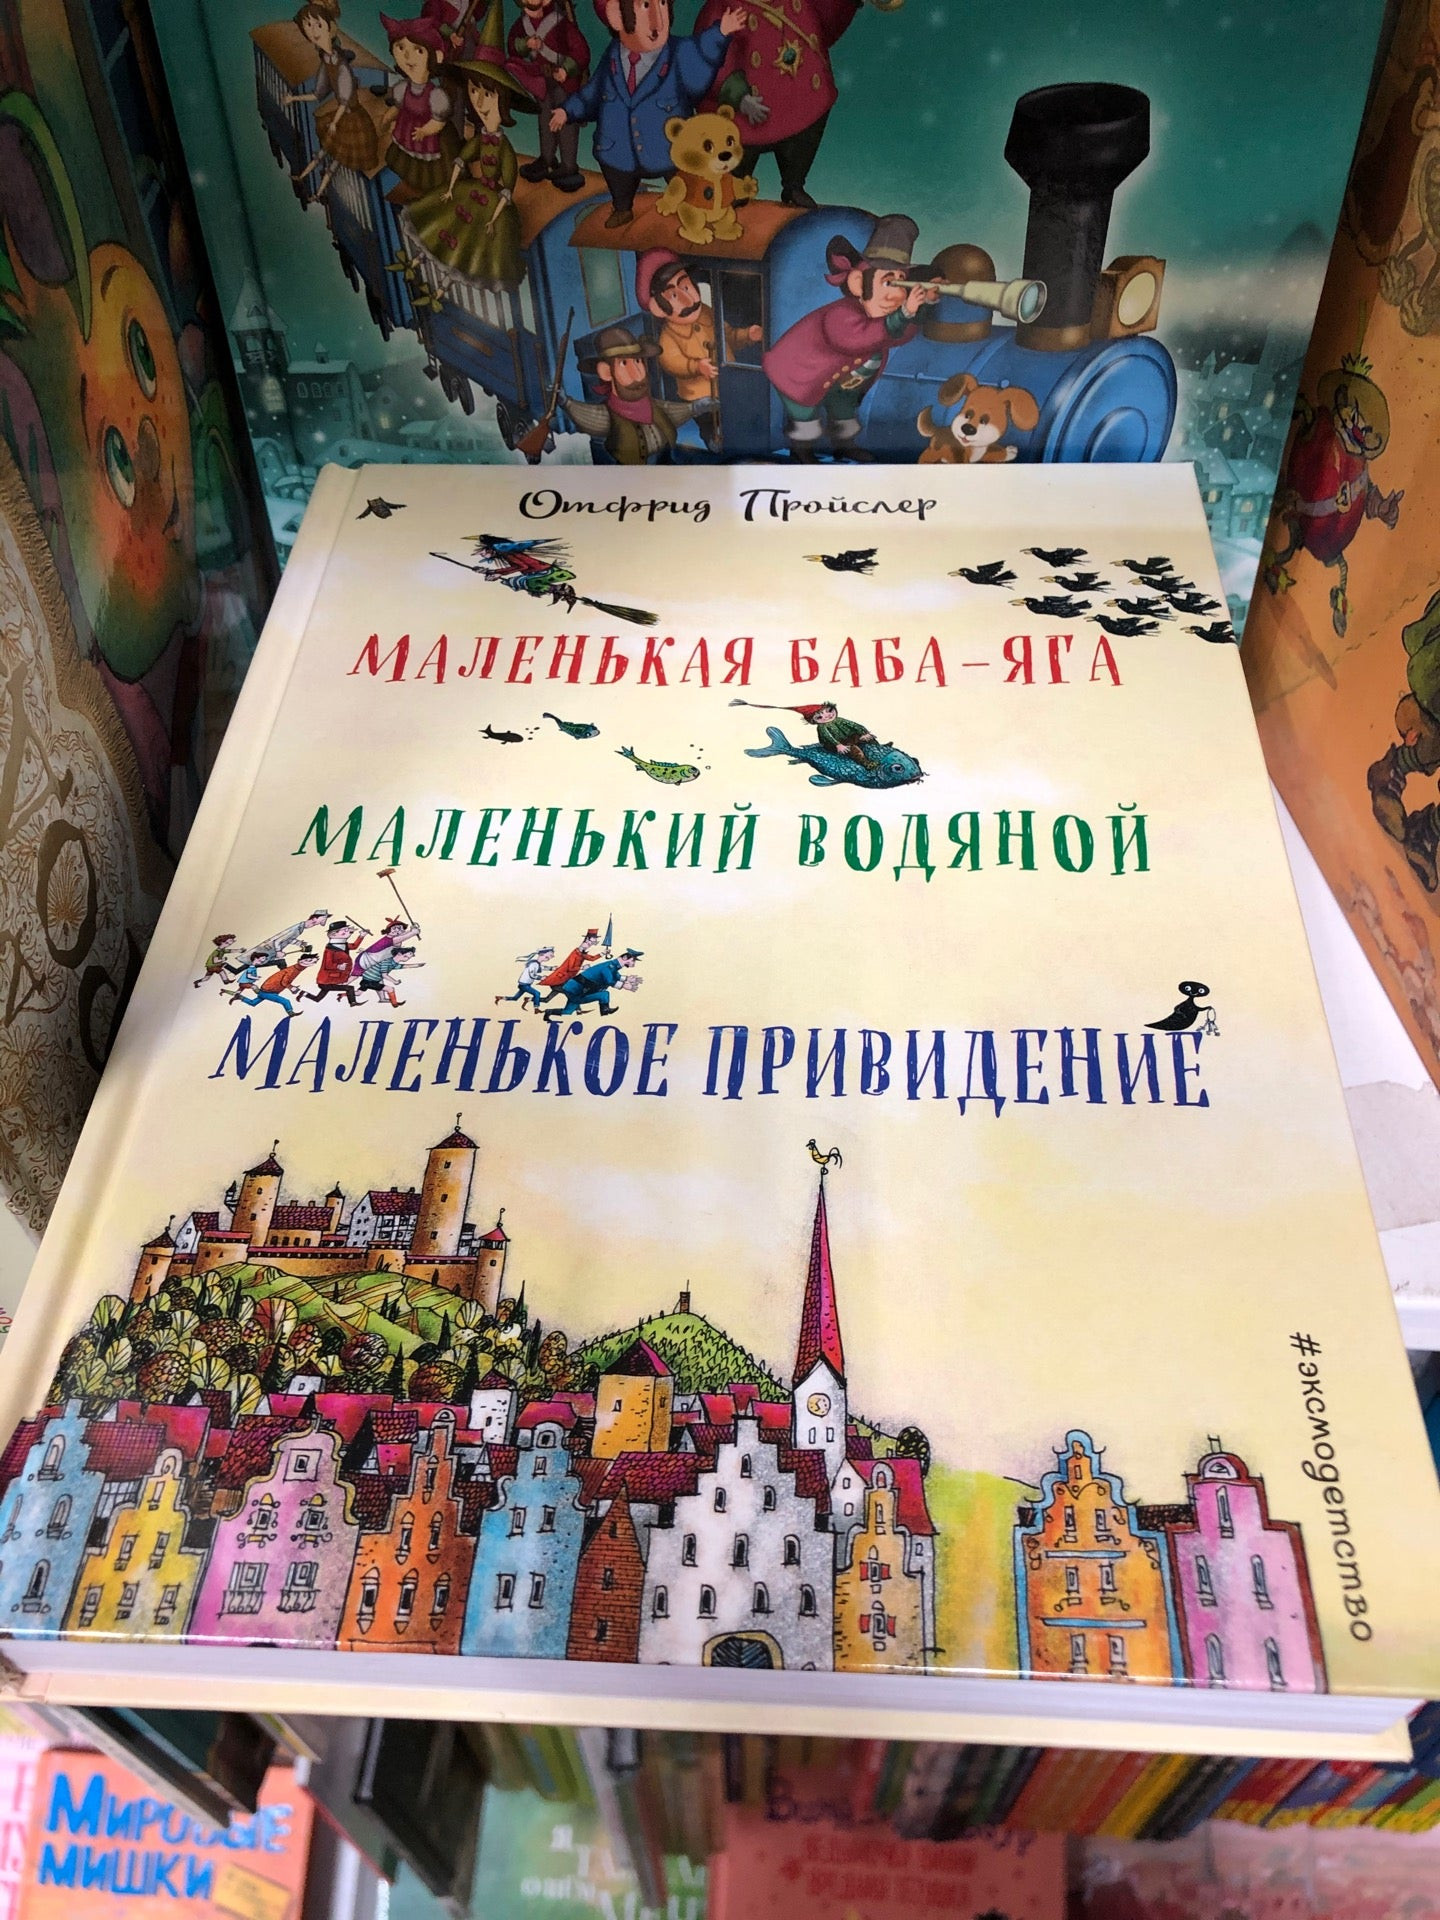 Отфрид Пройслер
МАЛЕНЬКАЯ БАБА-ЯГА
МАЛЕНЬКИЙ ВОДЯНОЙ
МАЛЕНЬКОЕ ПРИВИДЕНИЕ
#эксмодетство
МИРОВЫЕ
МИШКИ